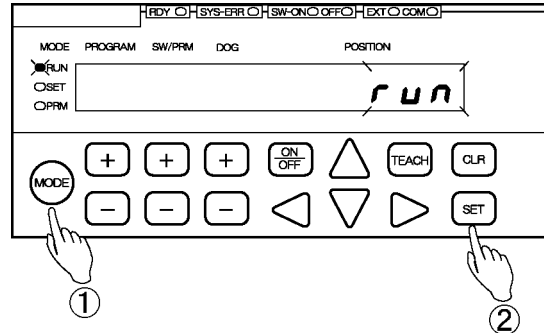 RDY SYS-ERR SW-ON OFF EXT COM
MODE PROGRAM SW/PRM DOG POSITION
RUN
SET
PRM
run
MODE + + + ON/OFF TEACH CLR
− − − SET
① ②